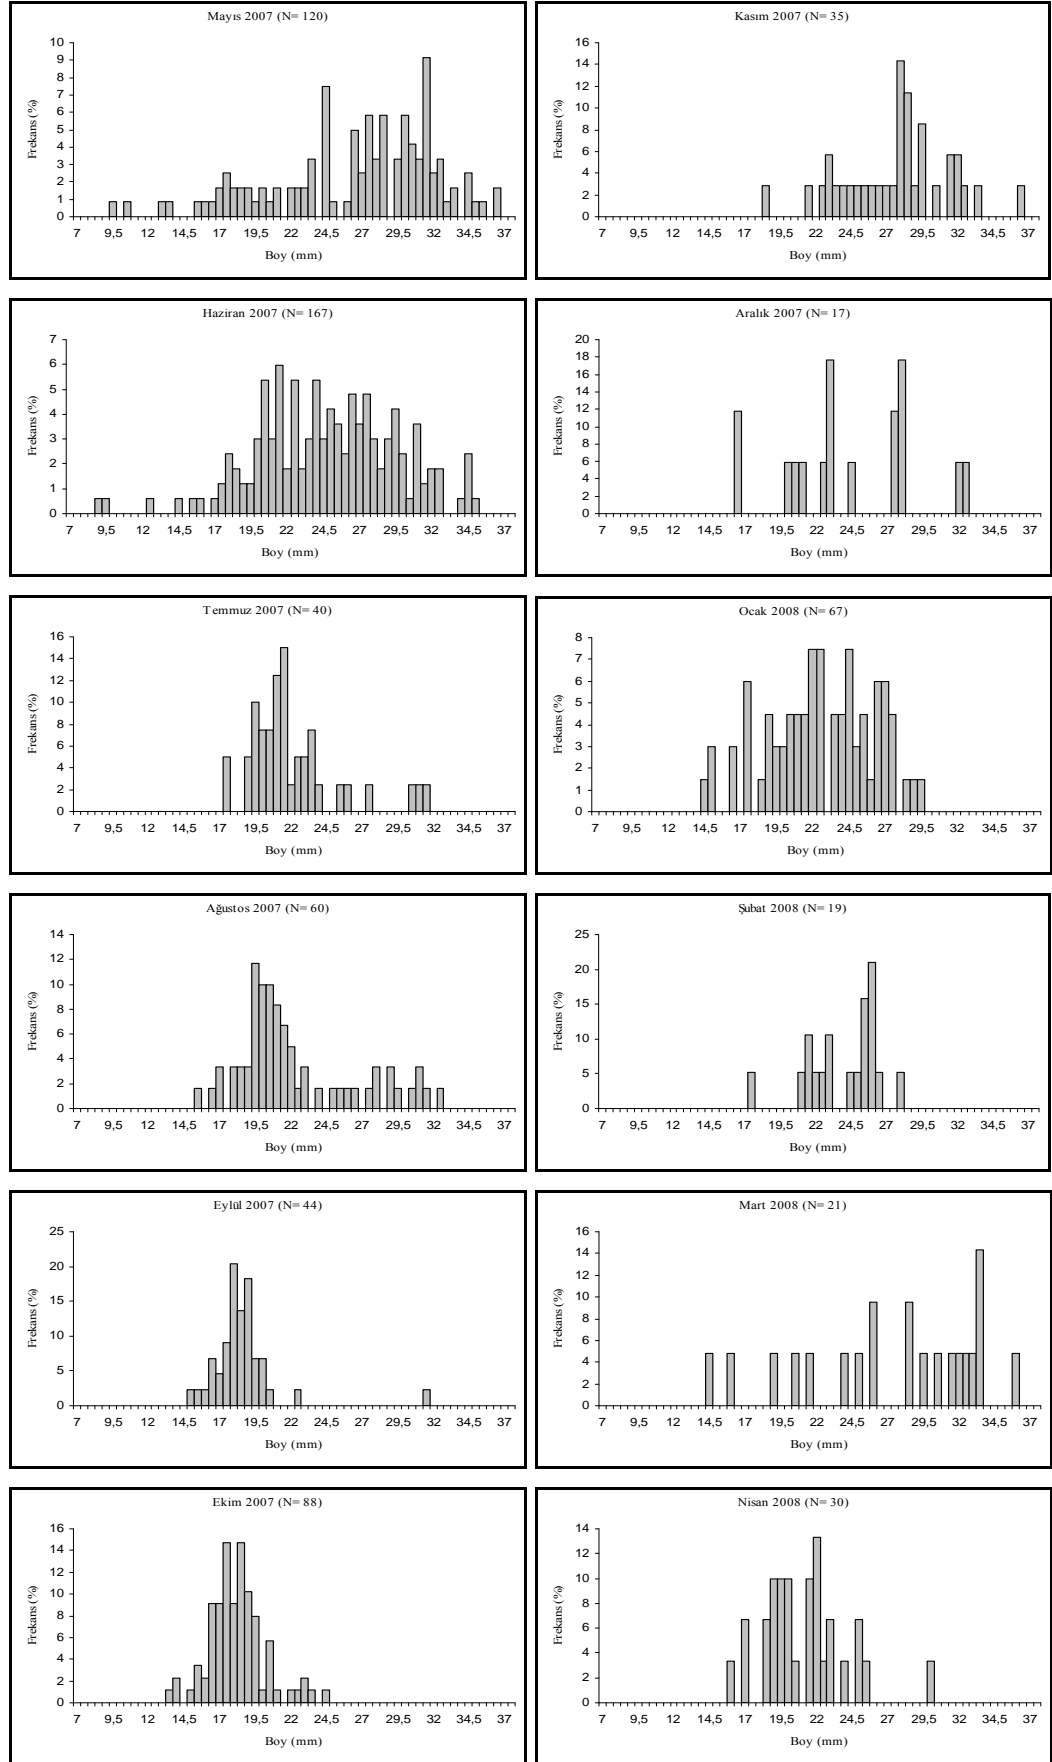 Mayıs 2007 (N= 120)
10
9
8
7
6
5
4
3
2
1
0
Frekans (%)
7 9,5 12 14,5 17 19,5 22 24,5 27 29,5 32 34,5 37
Boy (mm)
Kasım 2007 (N= 35)
16
14
12
10
8
6
4
2
0
Frekans (%)
7 9,5 12 14,5 17 19,5 22 24,5 27 29,5 32 34,5 37
Boy (mm)
Haziran 2007 (N= 167)
7
6
5
4
3
2
1
0
Frekans (%)
7 9,5 12 14,5 17 19,5 22 24,5 27 29,5 32 34,5 37
Boy (mm)
Aralık 2007 (N= 17)
20
18
16
14
12
10
8
6
4
2
0
Frekans (%)
7 9,5 12 14,5 17 19,5 22 24,5 27 29,5 32 34,5 37
Boy (mm)
Temmuz 2007 (N= 40)
16
14
12
10
8
6
4
2
0
Frekans (%)
7 9,5 12 14,5 17 19,5 22 24,5 27 29,5 32 34,5 37
Boy (mm)
Ocak 2008 (N= 67)
8
7
6
5
4
3
2
1
0
Frekans (%)
7 9,5 12 14,5 17 19,5 22 24,5 27 29,5 32 34,5 37
Boy (mm)
Ağustos 2007 (N= 60)
14
12
10
8
6
4
2
0
Frekans (%)
7 9,5 12 14,5 17 19,5 22 24,5 27 29,5 32 34,5 37
Boy (mm)
Şubat 2008 (N= 19)
25
20
15
10
5
0
Frekans (%)
7 9,5 12 14,5 17 19,5 22 24,5 27 29,5 32 34,5 37
Boy (mm)
Eylül 2007 (N= 44)
25
20
15
10
5
0
Frekans (%)
7 9,5 12 14,5 17 19,5 22 24,5 27 29,5 32 34,5 37
Boy (mm)
Mart 2008 (N= 21)
16
14
12
10
8
6
4
2
0
Frekans (%)
7 9,5 12 14,5 17 19,5 22 24,5 27 29,5 32 34,5 37
Boy (mm)
Ekim 2007 (N= 88)
16
14
12
10
8
6
4
2
0
Frekans (%)
7 9,5 12 14,5 17 19,5 22 24,5 27 29,5 32 34,5 37
Boy (mm)
Nisan 2008 (N= 30)
14
12
10
8
6
4
2
0
Frekans (%)
7 9,5 12 14,5 17 19,5 22 24,5 27 29,5 32 34,5 37
Boy (mm)